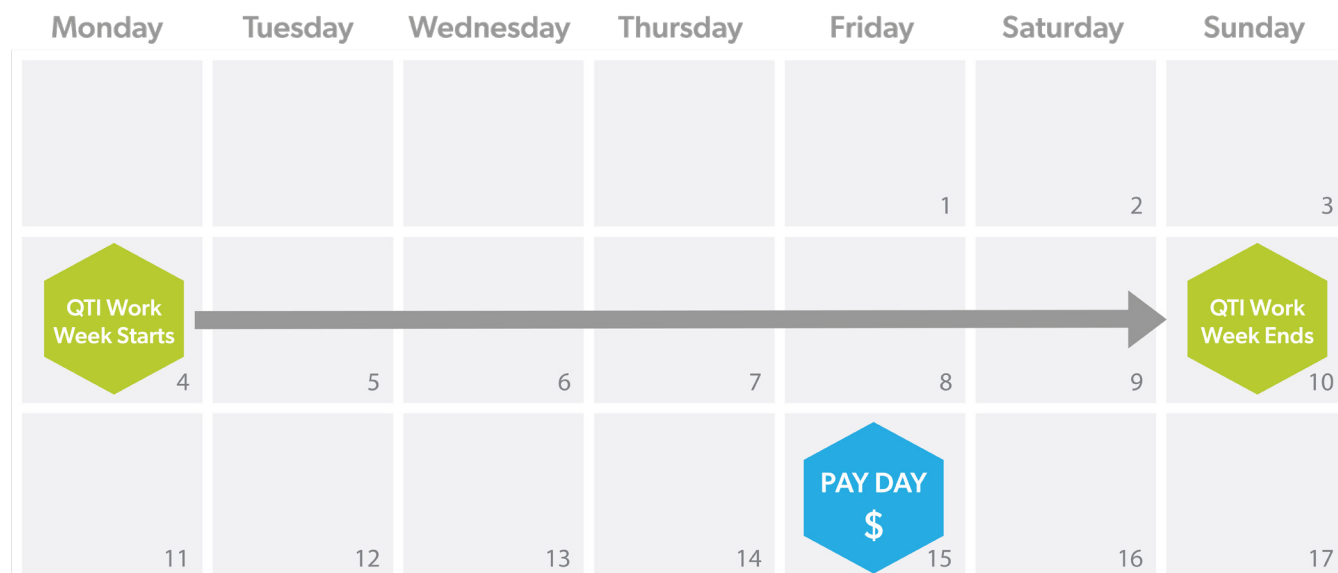 Monday Tuesday Wednesday Thursday Friday Saturday Sunday
1 2 3
QTI Work
Week Starts
QTI Work
Week Ends
4 5 6 7 8 9 10
PAY DAY
$
11 12 13 14 15 16 17